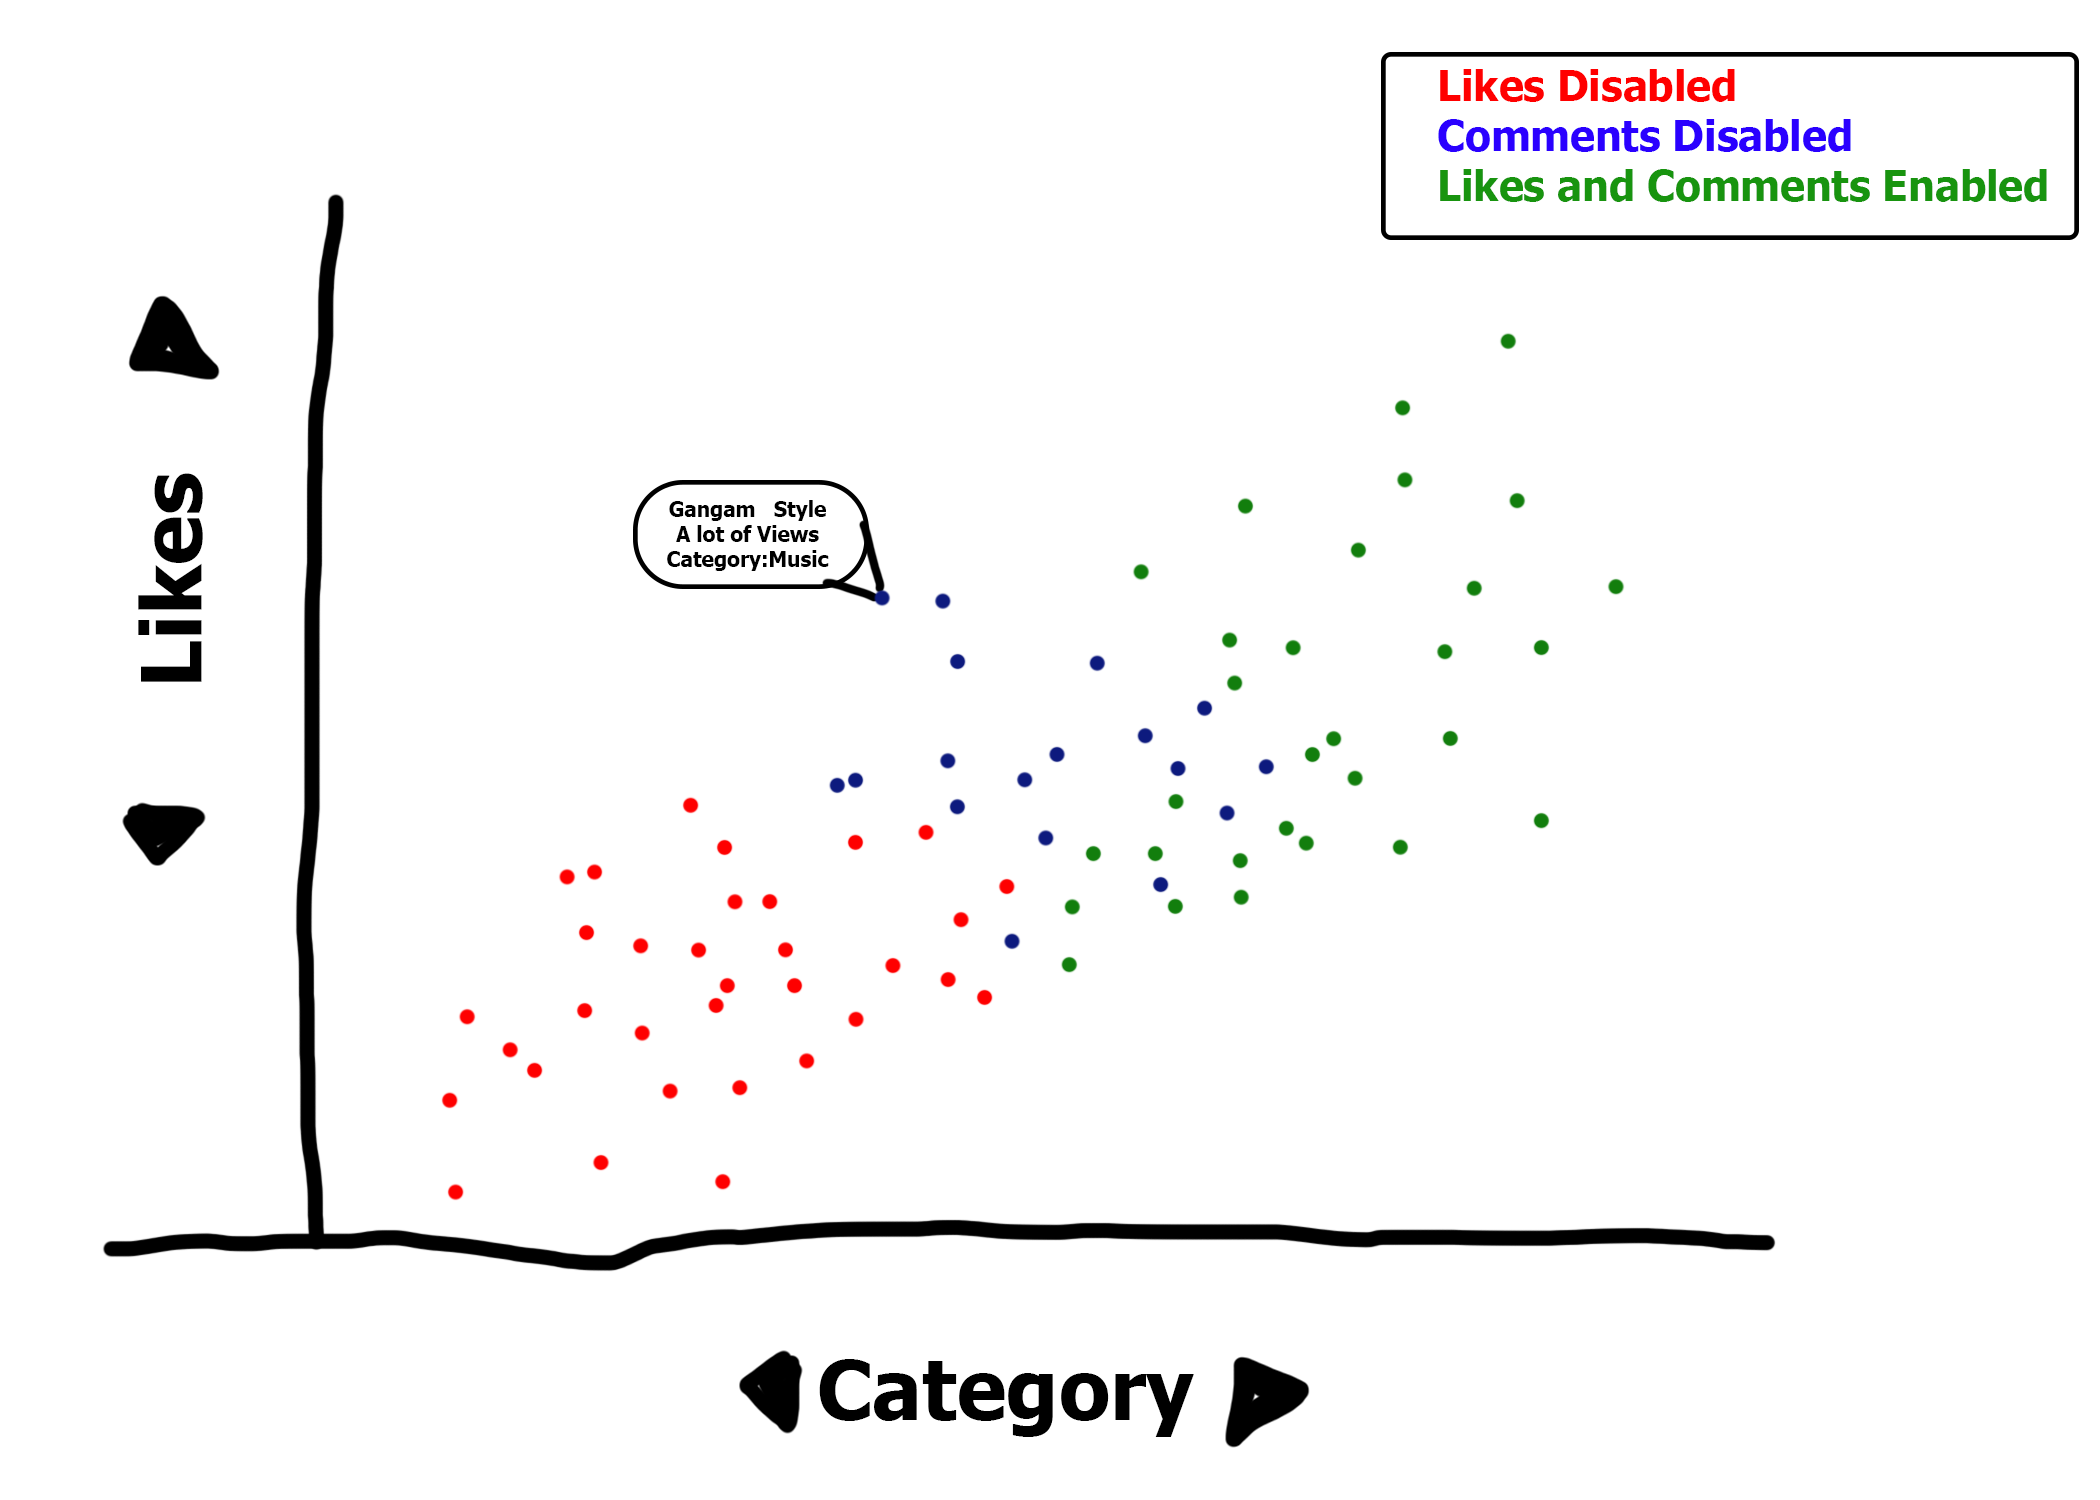 Likes Disabled
Comments Disabled
Likes and Comments Enabled
Likes
Gangam Style
A lot of Views
Category:Music
Category